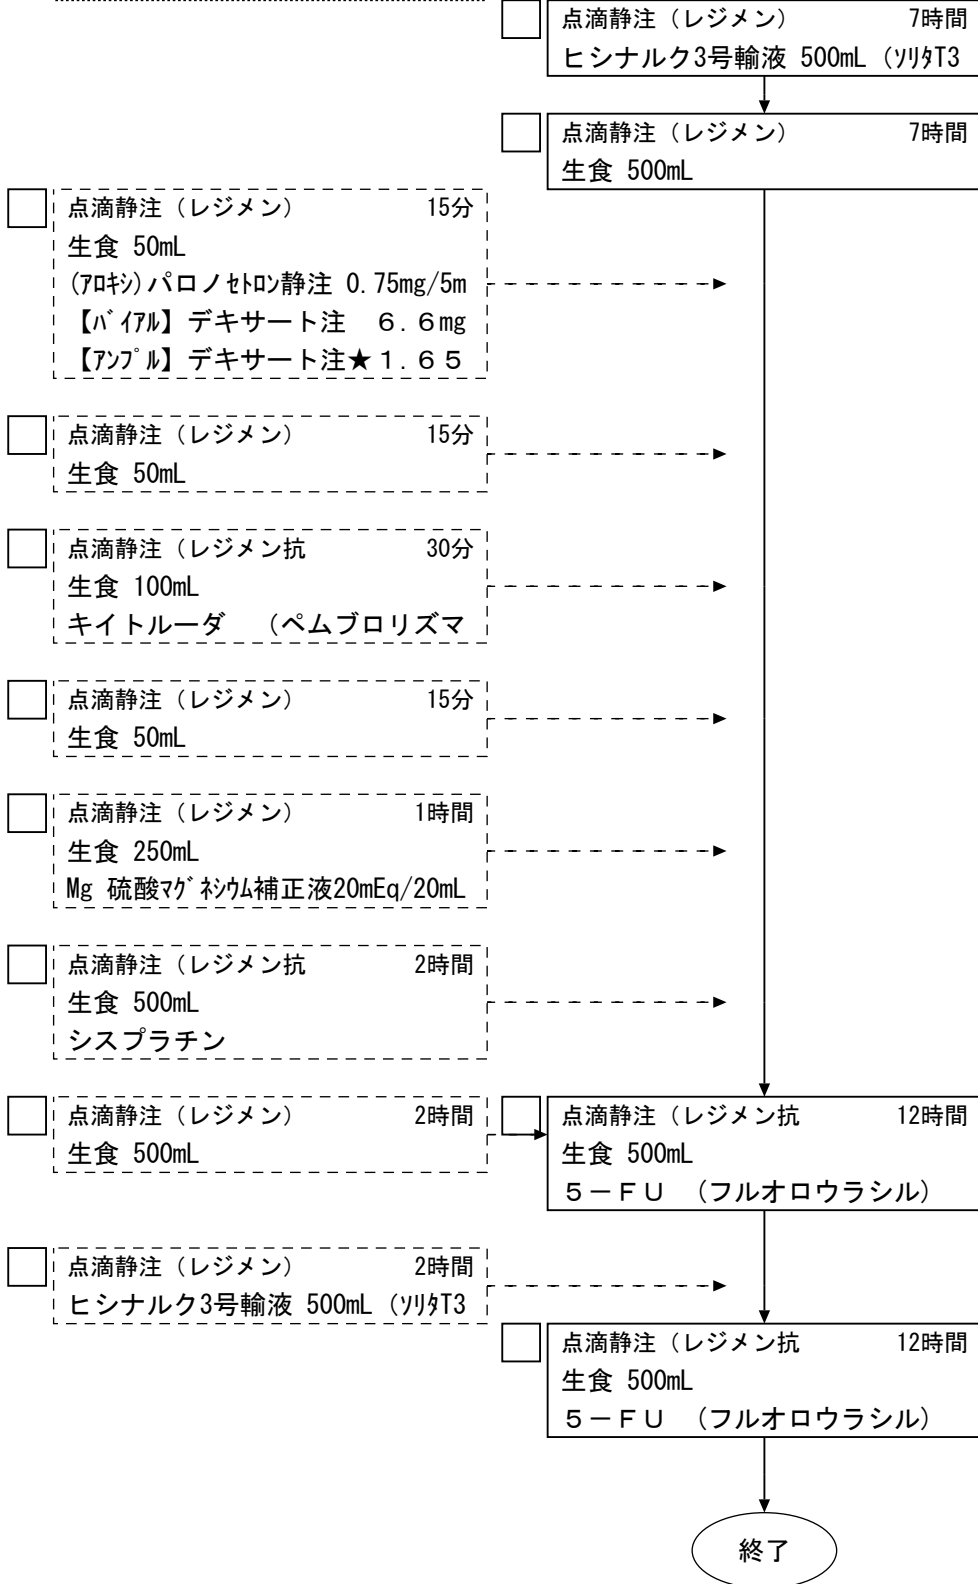 点滴静注（レジメン） 7時間
ヒシナルク3号輸液 500mL（ｿﾘﾀT3
点滴静注（レジメン） 7時間
生食 500mL
点滴静注（レジメン） 15分
生食 50mL
(ｱﾛｷｼ)パロノｾﾄﾛﾝ静注 0.75mg/5m
【ﾊﾞｲｱﾙ】デキサート注　６.６mg
【ｱﾝﾌﾟﾙ】デキサート注★１.６５
点滴静注（レジメン） 15分
生食 50mL
点滴静注（レジメン抗 30分
生食 100mL
キイトルーダ　（ペムブロリズマ
点滴静注（レジメン） 15分
生食 50mL
点滴静注（レジメン） 1時間
生食 250mL
Mg 硫酸ﾏｸﾞﾈｼｳﾑ補正液20mEq/20mL
点滴静注（レジメン抗 2時間
生食 500mL
シスプラチン
点滴静注（レジメン） 2時間
生食 500mL
点滴静注（レジメン抗 12時間
生食 500mL
５－ＦＵ　（フルオロウラシル）
点滴静注（レジメン） 2時間
ヒシナルク3号輸液 500mL（ｿﾘﾀT3
点滴静注（レジメン抗 12時間
生食 500mL
５－ＦＵ　（フルオロウラシル）
終了